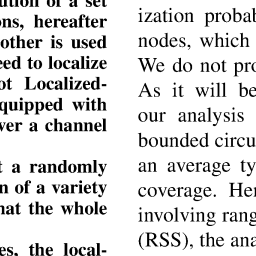 ution of a set
ons, hereafter
other is used
eed to localize
ot Localized-
quipped with
ver a channel
t a randomly
n of a variety
hat the whole
es, the local-
ization probab
nodes, which
We do not pro
As it will be
our analysis
bounded circu
an average ty
coverage. Her
involving rang
(RSS), the ana